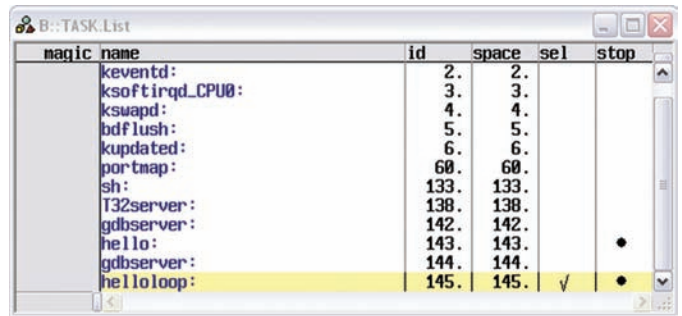 B::TASK.List
magic name id space sel stop
keventd: 2. 2.
ksoftirqd_CPU0: 3. 3.
kswapd: 4. 4.
bdflush: 5. 5.
kupdated: 6. 6.
portmap: 60. 60.
sh: 133. 133.
T32server: 138. 138.
gdbserver: 142. 142.
hello: 143. 143. ●
gdbserver: 144. 144.
helloloop: 145. 145. √ ●